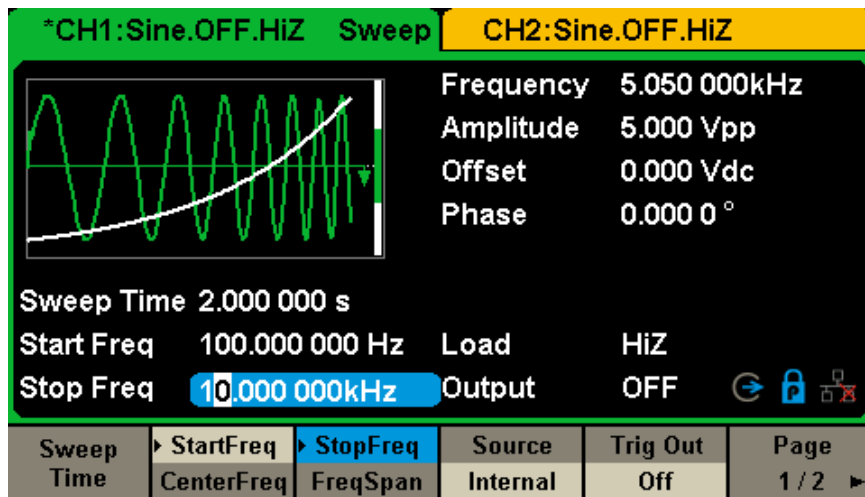 *CH1:Sine.OFF.HiZ Sweep CH2:Sine.OFF.HiZ
Frequency 5.050 000kHz
Amplitude 5.000 Vpp
Offset 0.000 Vdc
Phase 0.000 0 °
Sweep Time 2.000 000 s
Start Freq 100.000 000 Hz Load HiZ
Stop Freq 10.000 000kHz Output OFF P
Sweep Time
StartFreq
CenterFreq
StopFreq
FreqSpan
Source
Internal
Trig Out
Off
Page
1/2